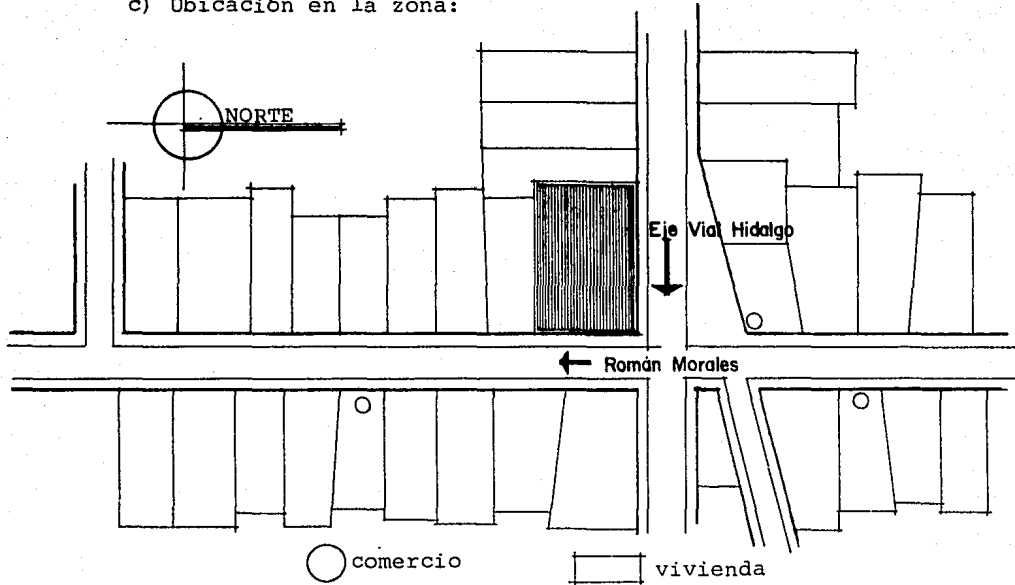 c) Ubicación en la zona:
NORTE
Eje Vial Hidalgo
Román Morales
comercio
vivienda